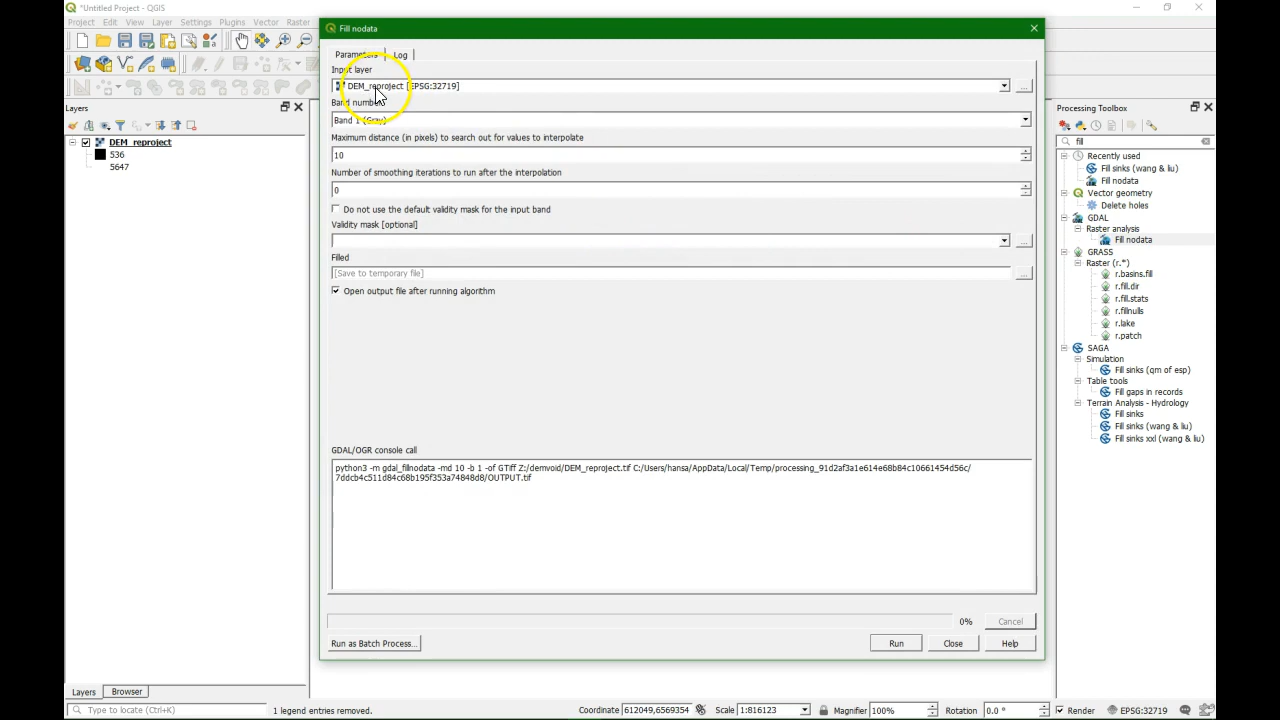 *Untitled Project - QGIS
Project Edit View Layer Settings Plugins Vector Raster
Fill nodata
Parameters Log
Input layer
DEM_reproject [EPSG:32719]
Band number
Band 1 (Gray)
Maximum distance (in pixels) to search out for values to interpolate
10
Number of smoothing iterations to run after the interpolation
0
Do not use the default validity mask for the input band
Validity mask [optional]
Filled
[Save to temporary file]
Open output file after running algorithm
GDAL/OGR console call
python3 -m gdal_fillnodata -md 10 -b 1 -of GTiff Z:/demvoid/DEM_reproject.tif C:/Users/hansa/AppData/Local/Temp/processing_91d2af3a1e614e68b84c10661454d56c/
7ddcb4c511d84c68b195f353a74848d8/OUTPUT.tif
0% Cancel
Run as Batch Process... Run Close Help
Layers
DEM_reproject
536
5647
Layers Browser
Processing Toolbox
fill
Recently used
Fill sinks (wang & liu)
Fill nodata
Vector geometry
Delete holes
GDAL
Raster analysis
Fill nodata
GRASS
Raster (r.*)
r.basins.fill
r.fill.dir
r.fill.stats
r.fillnulls
r.lake
r.patch
SAGA
Simulation
Fill sinks (qm of esp)
Table tools
Fill gaps in records
Terrain Analysis - Hydrology
Fill sinks
Fill sinks (wang & liu)
Fill sinks xxl (wang & liu)
Type to locate (Ctrl+K) 1 legend entries removed. Coordinate 612049,6569354 Scale 1:816123 Magnifier 100% Rotation 0.0 ° Render EPSG:32719